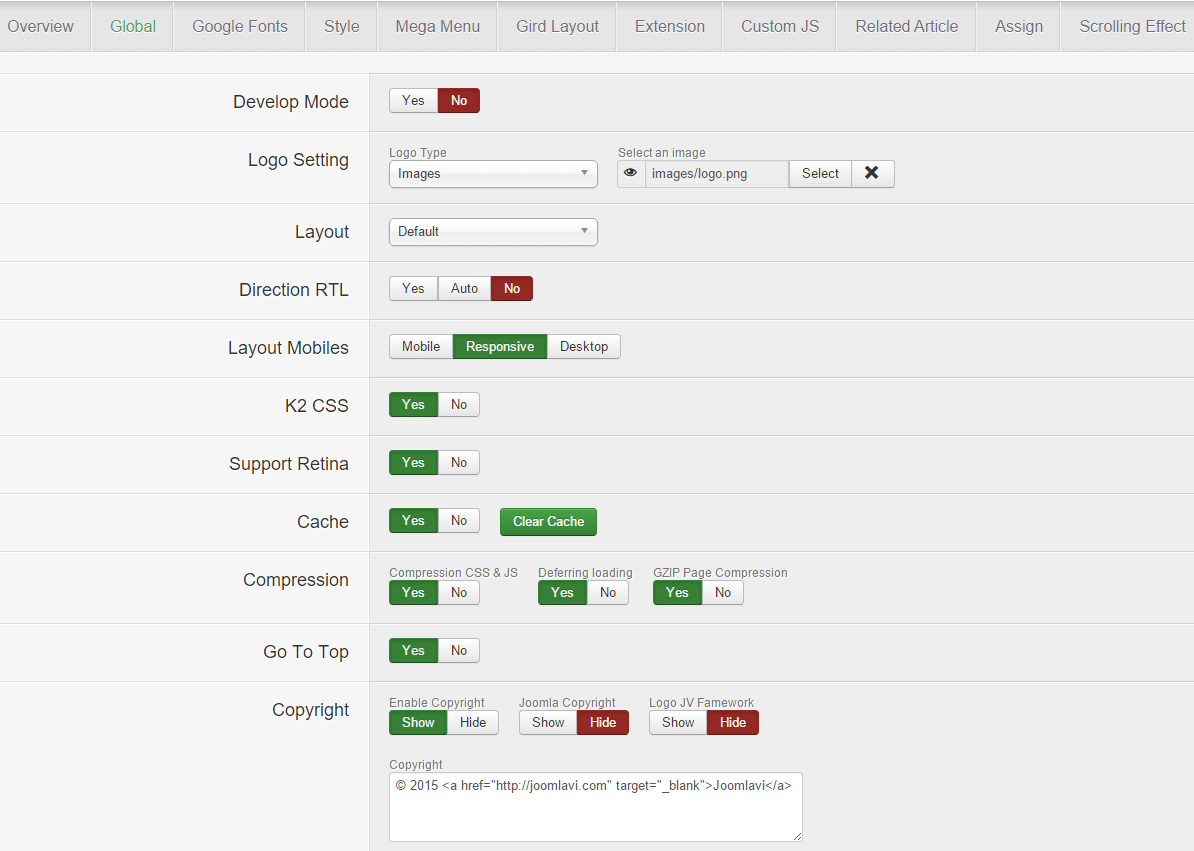 Overview Global Google Fonts Style Mega Menu Gird Layout Extension Custom JS Related Article Assign Scrolling Effect
Develop Mode Yes No
Logo Setting
Logo Type Select an image
Images images/logo.png Select
Layout Default
Direction RTL Yes Auto No
Layout Mobiles Mobile Responsive Desktop
K2 CSS Yes No
Support Retina Yes No
Cache Yes No Clear Cache
Compression
Compression CSS & JS Deferring loading GZIP Page Compression
Yes No Yes No Yes No
Go To Top Yes No
Copyright
Enable Copyright Joomla Copyright Logo JV Famework
Show Hide Show Hide Show Hide
Copyright
© 2015 <a href="http://joomlavi.com" target="_blank">Joomlavi</a>